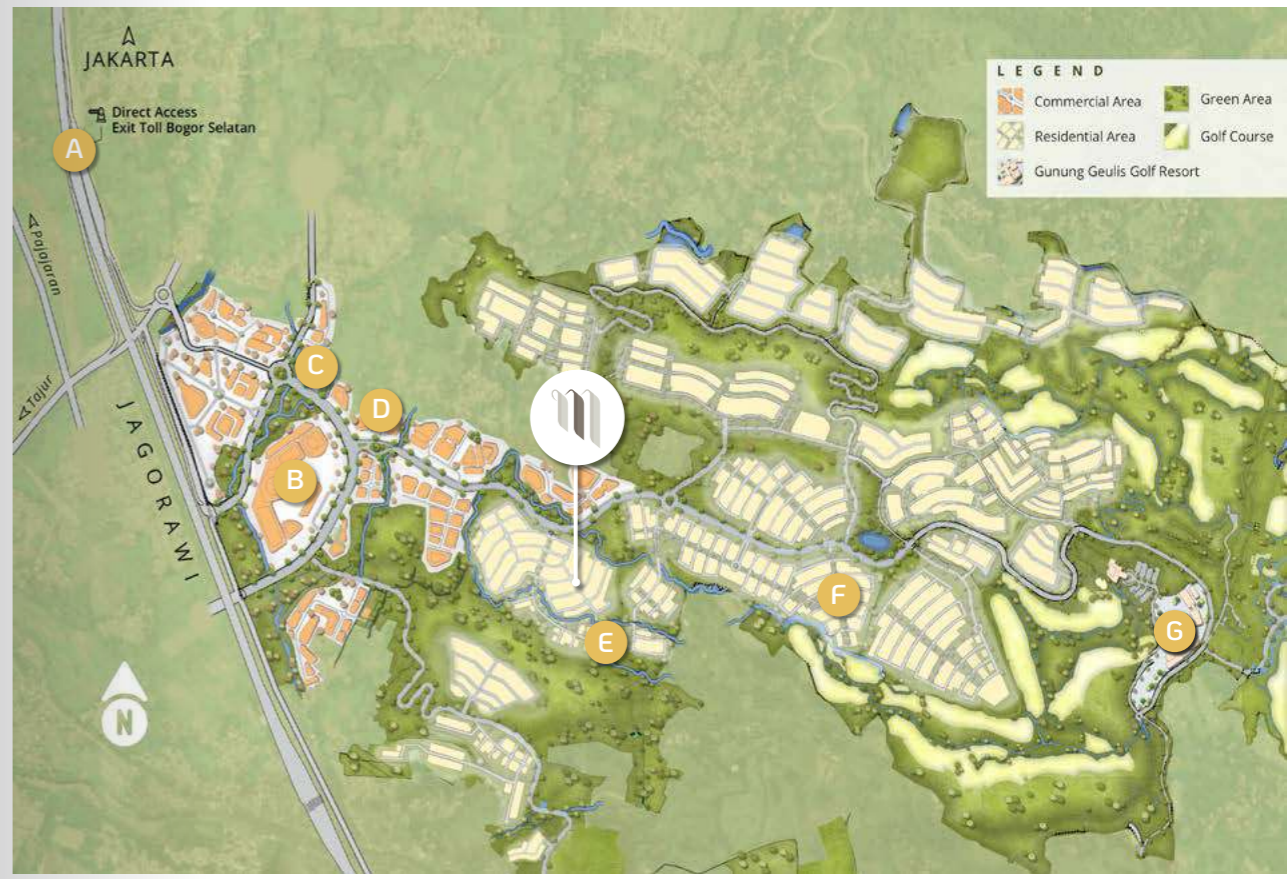 JAKARTA
Direct Access
Exit Toll Bogor Selatan
A
Pajajaran
Tajur
JAGORAWI
LEGEND
Commercial Area
Green Area
Residential Area
Golf Course
Gunung Geulis Golf Resort
C
D
B
E
F
G
N